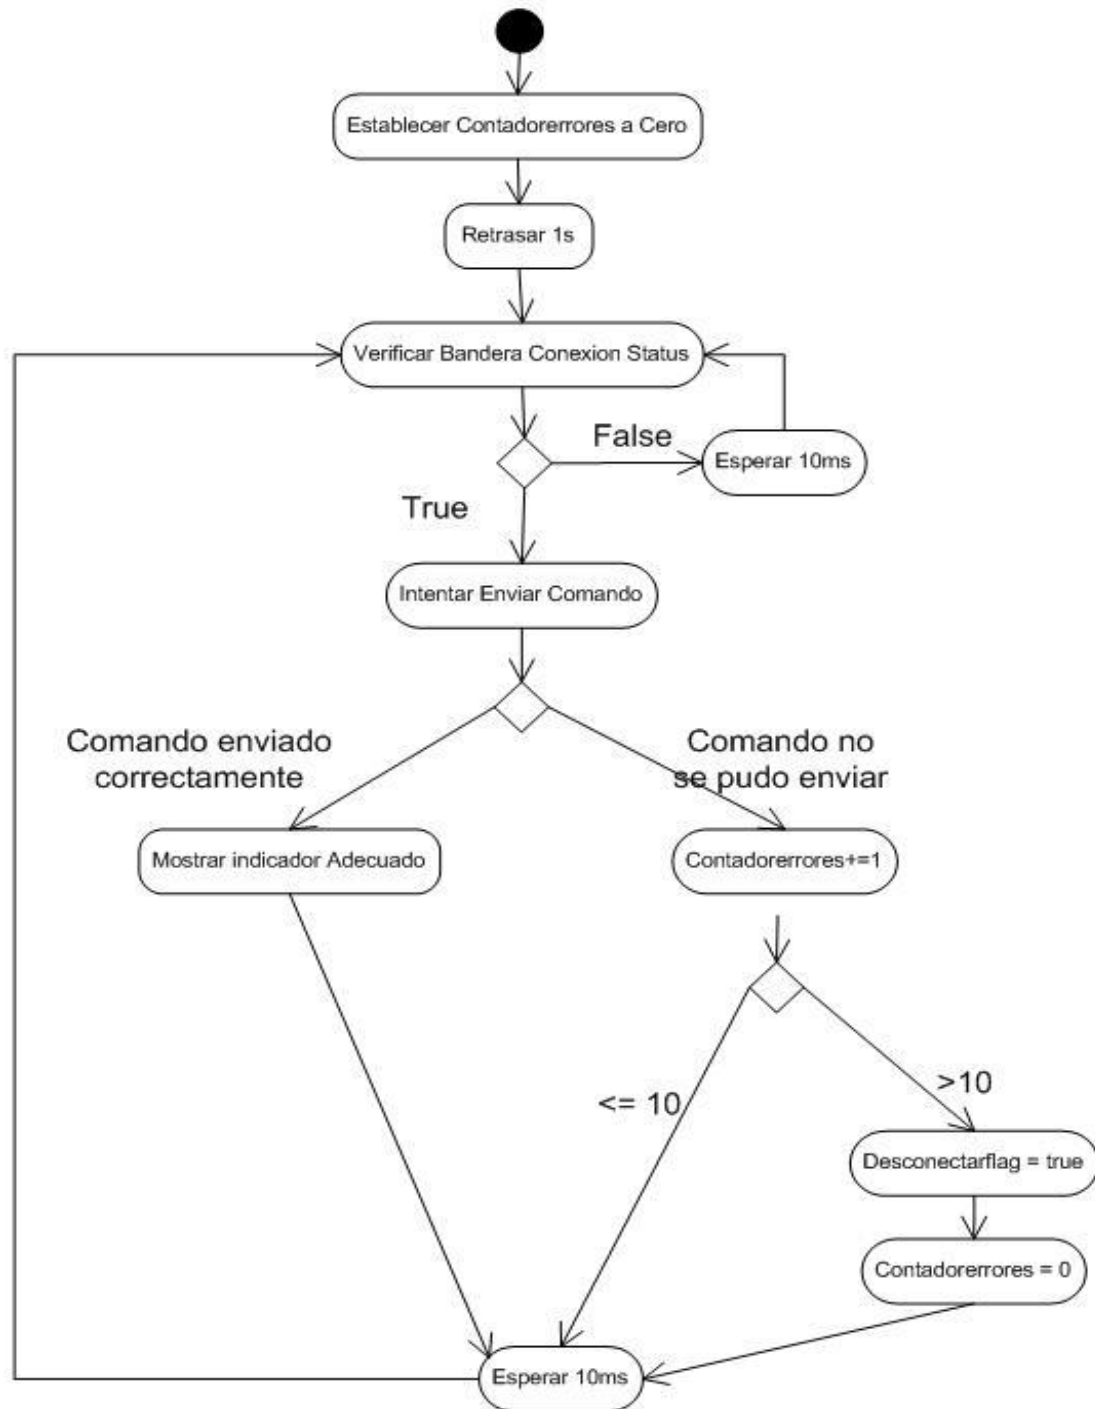 Establecer Contadorerrores a Cero
Retrasar 1s
Verificar Bandera Conexion Status
False
Esperar 10ms
True
Intentar Enviar Comando
Comando enviado
correctamente
Comando no
se pudo enviar
Mostrar indicador Adecuado
Contadorerrores+=1
<= 10
>10
Desconectarflag = true
Contadorerrores = 0
Esperar 10ms